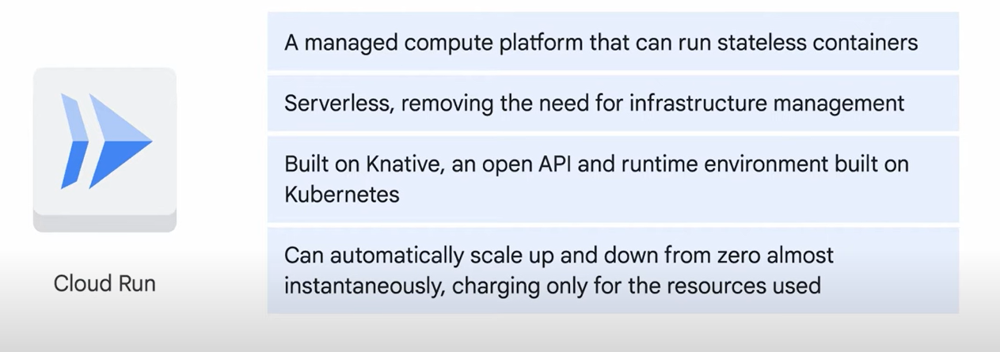 A managed compute platform that can run stateless containers
Serverless, removing the need for infrastructure management
Built on Knative, an open API and runtime environment built on
Kubernetes
Can automatically scale up and down from zero almost
instantaneously, charging only for the resources used
Cloud Run